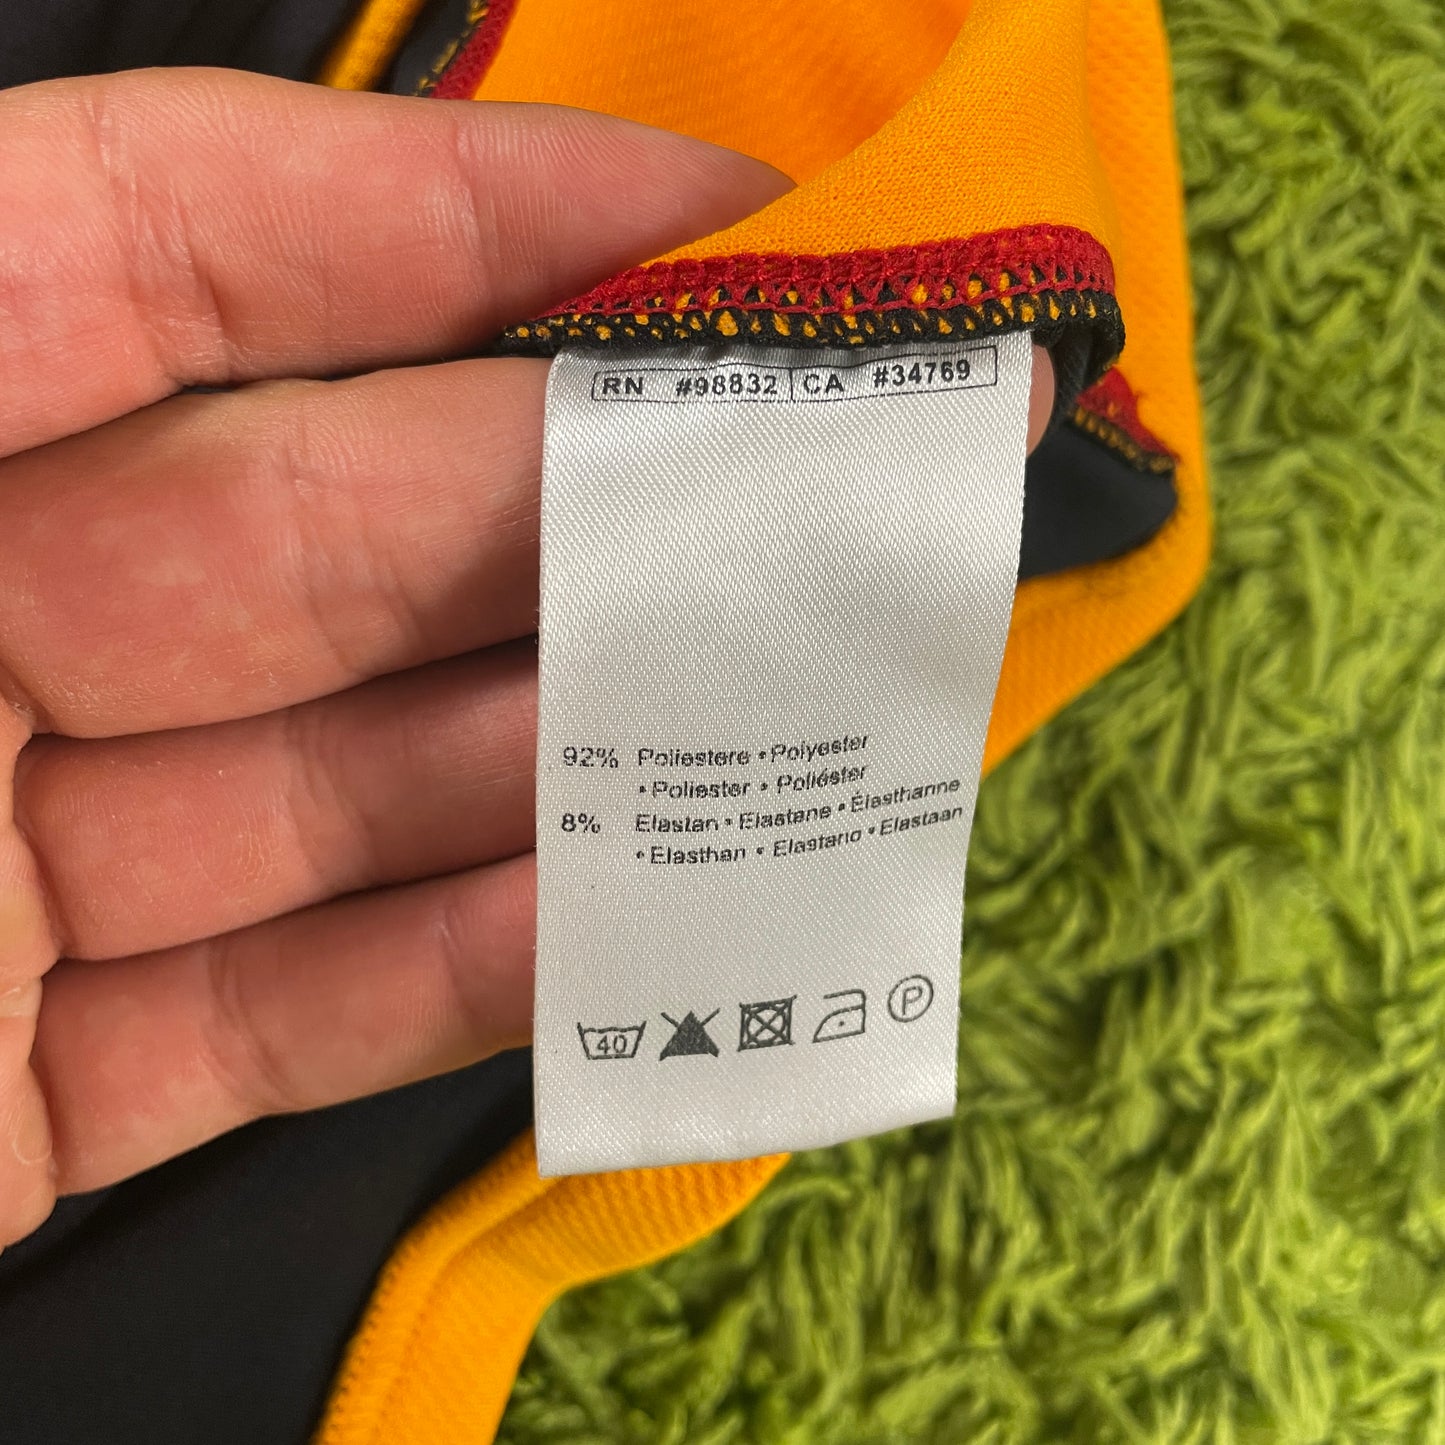 RN #98832 CA #34769
92% Poliestere • Polyester
• Poliester • Poliéster
8% Elastan • Elastane • Élasthanne
• Elasthan • Elastano • Elastaan
40 P